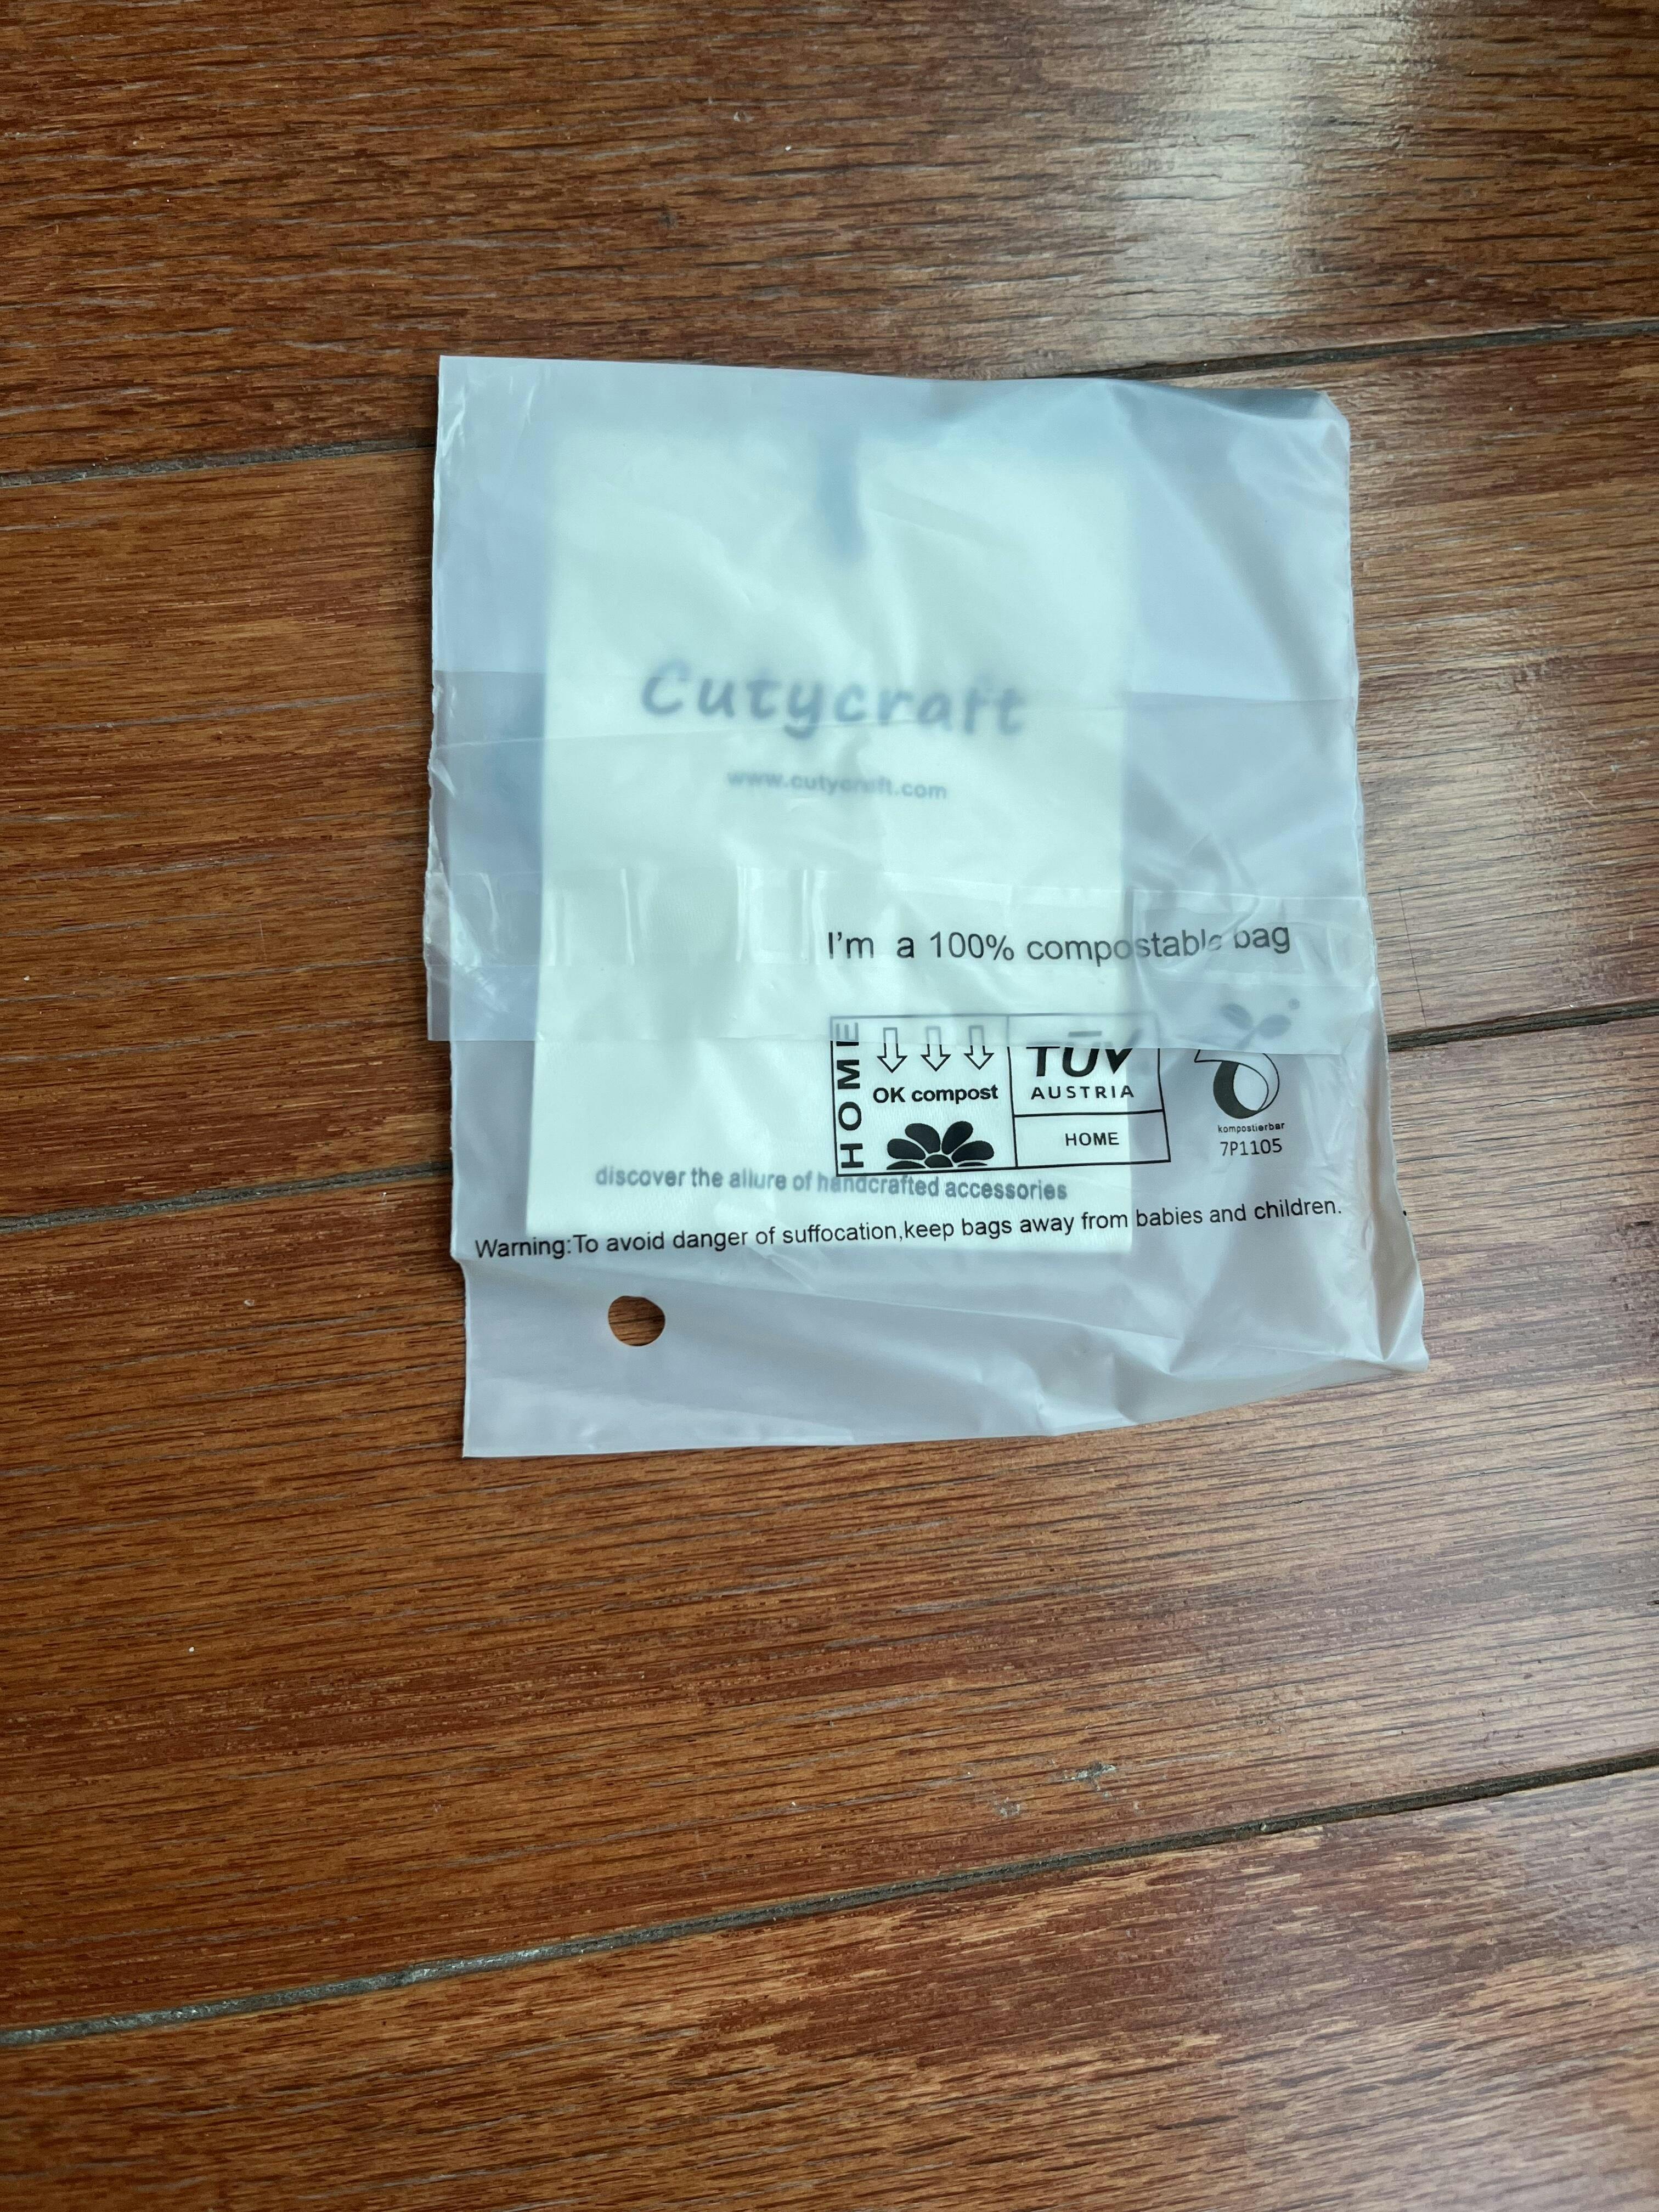 Cutycraft
www.cutycraft.com
I'm a 100% compostable bag
HOME
OK compost
TÜV
AUSTRIA
HOME
kompostierbar
7P1105
discover the allure of handcrafted accessories
Warning:To avoid danger of suffocation,keep bags away from babies and children.